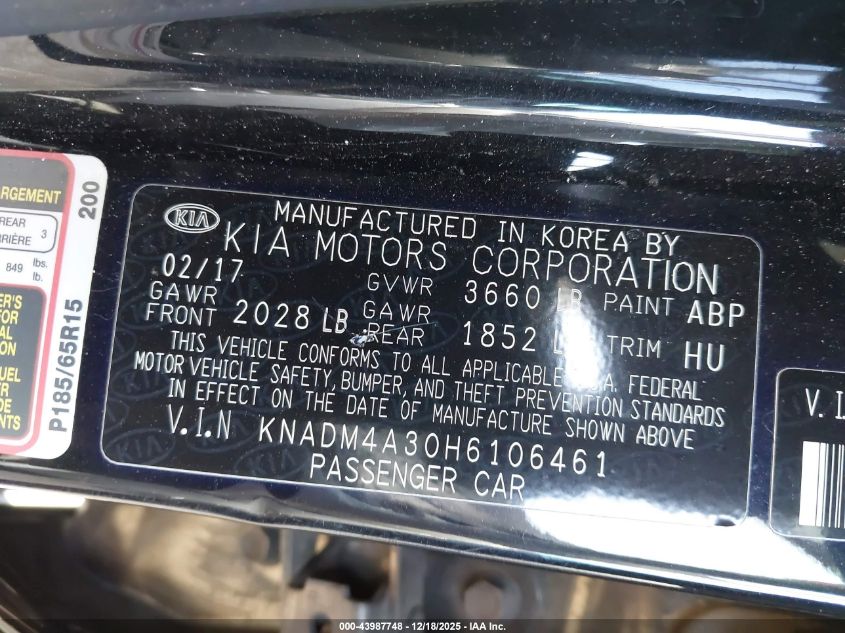 RGEMENT
REAR
3
849 lbs.
lb.
200
P185/65R15
KIA
MANUFACTURED IN KOREA BY
KIA MOTORS CORPORATION
02/17 GVWR 3660 LB PAINT ABP
GAWR FRONT 2028 LB GAWR REAR 1852 TRIM HU
THIS VEHICLE CONFORMS TO ALL APPLICABLE FEDERAL
MOTOR VEHICLE SAFETY, BUMPER, AND THEFT PREVENTION STANDARDS
IN EFFECT ON THE DATE OF MANUFACTURE SHOWN ABOVE
V.I.N KNADM4A30H6106461
PASSENGER CAR
V.I
000-43987748 - 12/18/2025 - IAA Inc.